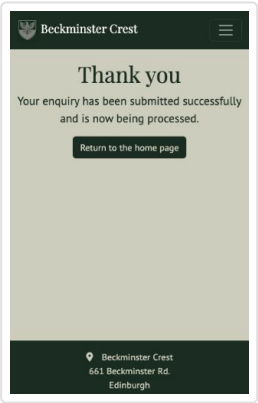 Beckminster Crest
Thank you
Your enquiry has been submitted successfully
and is now being processed.
Return to the home page
Beckminster Crest
661 Beckminster Rd.
Edinburgh